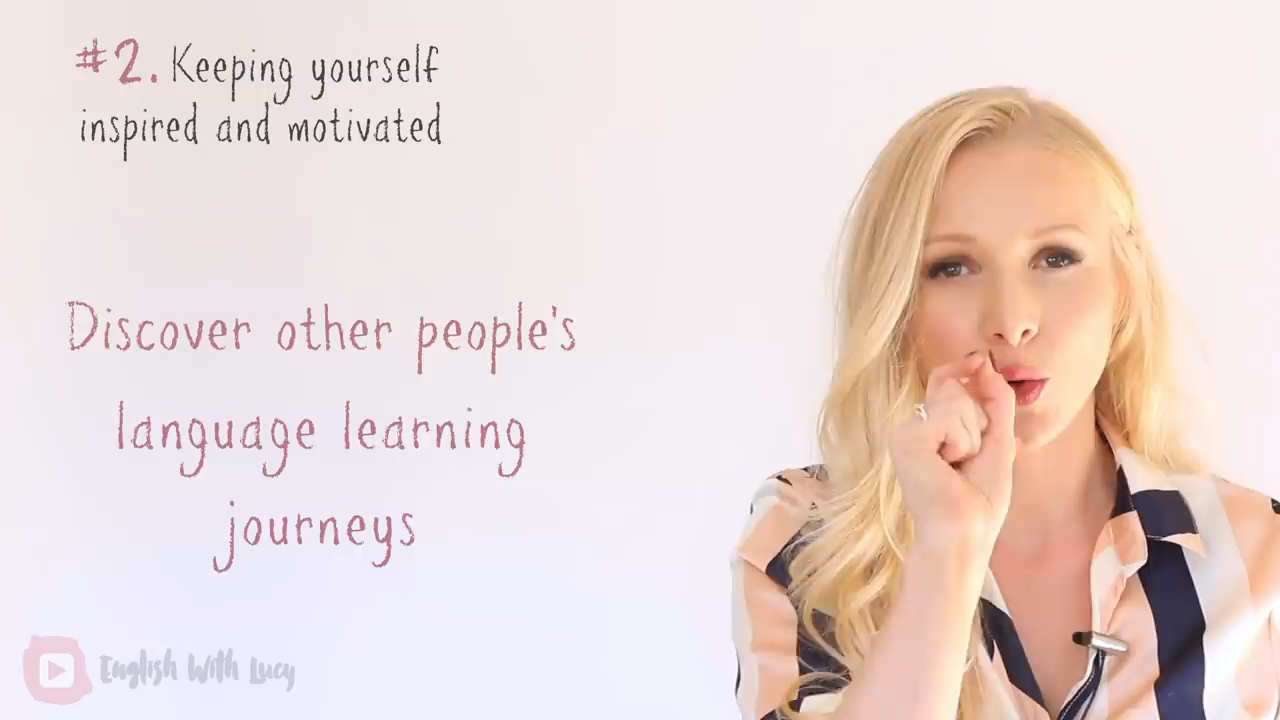 #2. Keeping yourself
inspired and motivated
Discover other people's
language learning
journeys
English With Lucy